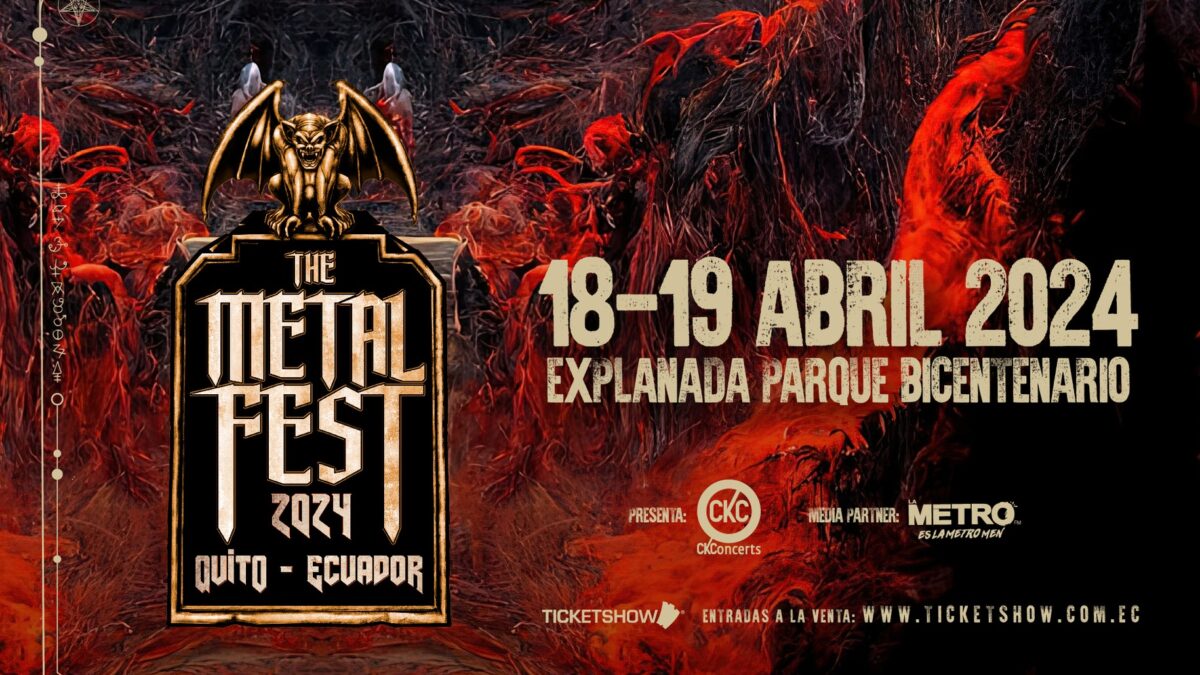 THE
METAL
FEST
2024
QUITO - ECUADOR
18-19 ABRIL 2024
EXPLANADA PARQUE BICENTENARIO
PRESENTA:
CKC
CKConcerts
MEDIA PARTNER:
LA
METRO
ES LA METRO MEN
TICKETSHOW
ENTRADAS A LA VENTA: WWW.TICKETSHOW.COM.EC